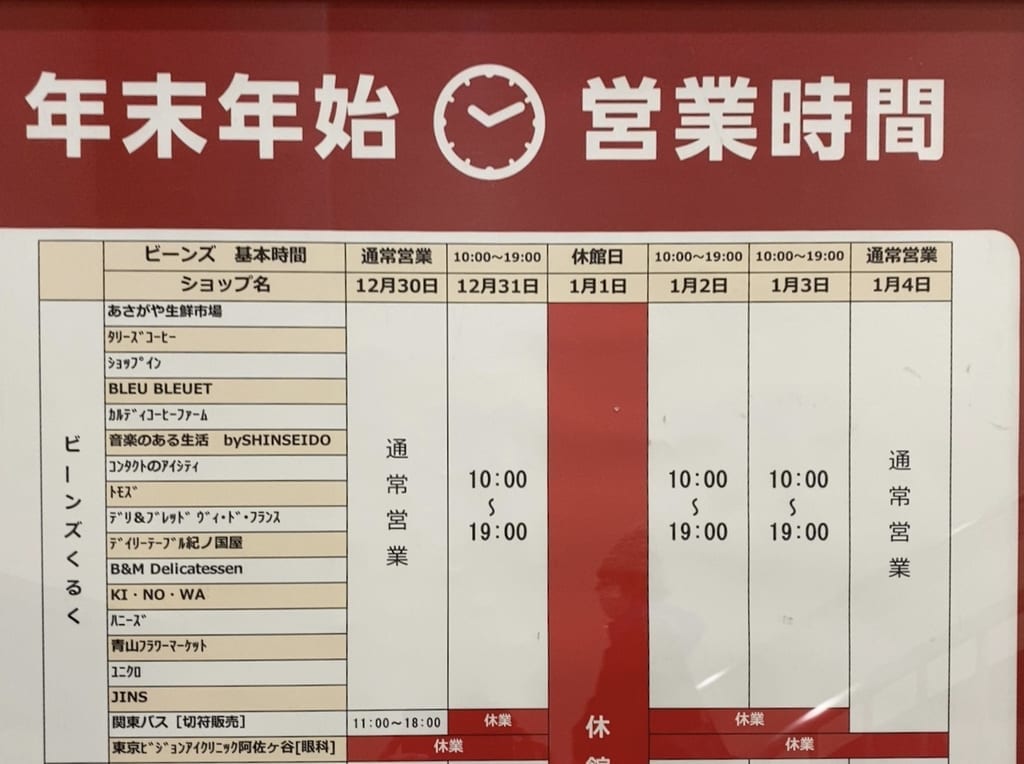 年末年始 営業時間
ビーンズ 基本時間 通常営業 10:00～19:00 休館日 10:00～19:00 10:00～19:00 通常営業
ショップ名 12月30日 12月31日 1月1日 1月2日 1月3日 1月4日
ビーンズくるく
あさがや生鮮市場
ﾀﾘｰｽﾞｺｰﾋｰ
ｼｮｯﾌﾟｲﾝ
BLEU BLEUET
ｶﾙﾃﾞｨｺｰﾋｰﾌｧｰﾑ
音楽のある生活 bySHINSEIDO
ｺﾝﾀｸﾄのｱｲｼﾃｨ
ﾄﾓｽﾞ
ﾃﾞﾘ&ﾌﾞﾚｯﾄﾞ ｳﾞｨ・ﾄﾞ・ﾌﾗﾝｽ
ﾃﾞｲﾘｰﾃｰﾌﾞﾙ紀ノ国屋
B&M Delicatessen
KI・NO・WA
ﾊﾆｰｽﾞ
青山ﾌﾗﾜｰﾏｰｹｯﾄ
ﾕﾆｸﾛ
JINS
通常営業
10:00
～
19:00
10:00
～
19:00
10:00
～
19:00
通常営業
関東バス［切符販売］ 11:00～18:00 休業 休業
東京ﾋﾞｼﾞｮﾝｱｲｸﾘﾆｯｸ阿佐ヶ谷[眼科] 休業 休業
休館